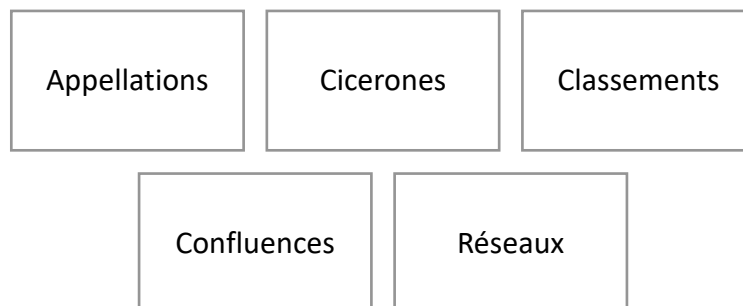 Appellations
Cicerones
Classements
Confluences
Réseaux